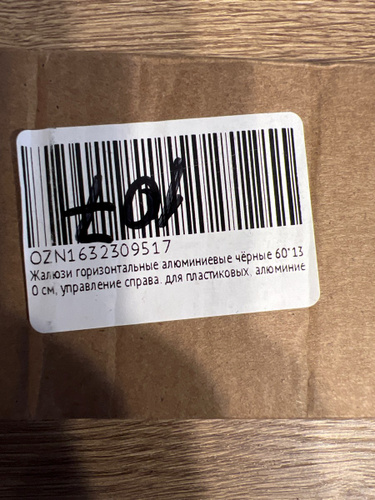 107
OZN1632309517
Жалюзи горизонтальные алюминиевые чёрные 60*13
0 см, управление справа. для пластиковых, алюминие